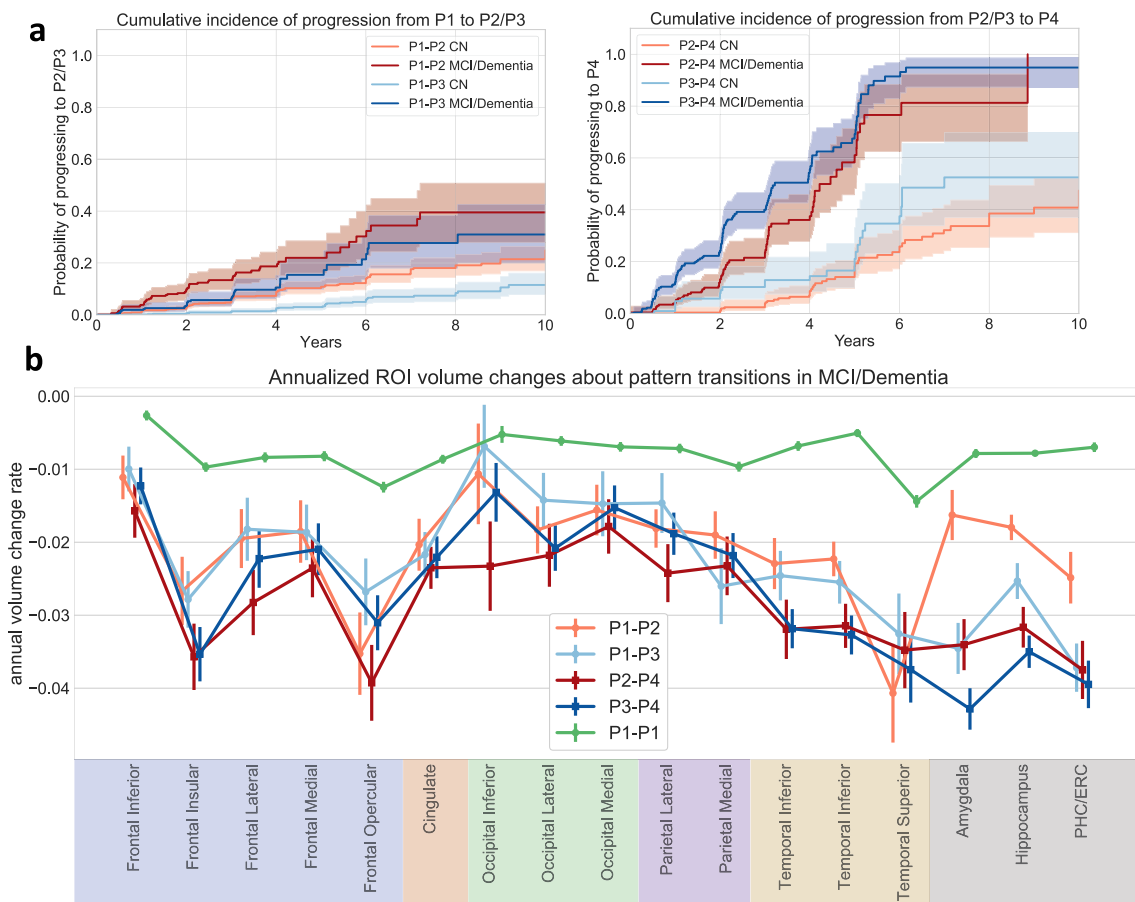 a
Cumulative incidence of progression from P1 to P2/P3
Probability of progressing to P2/P3
1.0
0.8
0.6
0.4
0.2
0.0
0
2
4
6
8
10
Years
P1-P2 CN
P1-P2 MCI/Dementia
P1-P3 CN
P1-P3 MCI/Dementia
Cumulative incidence of progression from P2/P3 to P4
Probability of progressing to P4
1.0
0.8
0.6
0.4
0.2
0.0
0
2
4
6
8
10
Years
P2-P4 CN
P2-P4 MCI/Dementia
P3-P4 CN
P3-P4 MCI/Dementia
b
Annualized ROI volume changes about pattern transitions in MCI/Dementia
annual volume change rate
0.00
−0.01
−0.02
−0.03
−0.04
P1-P2
P1-P3
P2-P4
P3-P4
P1-P1
Frontal Inferior
Frontal Insular
Frontal Lateral
Frontal Medial
Frontal Opercular
Cingulate
Occipital Inferior
Occipital Lateral
Occipital Medial
Parietal Lateral
Parietal Medial
Temporal Inferior
Temporal Inferior
Temporal Superior
Amygdala
Hippocampus
PHC/ERC